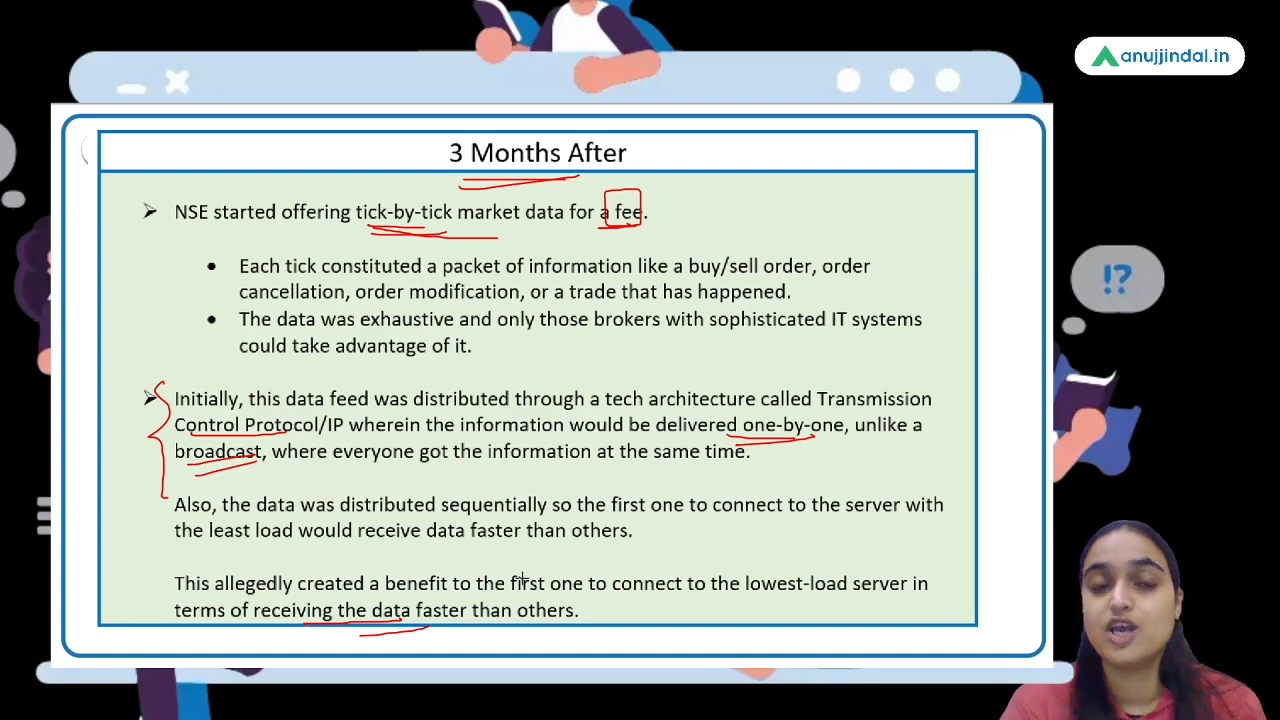 anujjindal.in
3 Months After
➢ NSE started offering tick-by-tick market data for a fee.
• Each tick constituted a packet of information like a buy/sell order, order
cancellation, order modification, or a trade that has happened.
• The data was exhaustive and only those brokers with sophisticated IT systems
could take advantage of it.
➢ Initially, this data feed was distributed through a tech architecture called Transmission
Control Protocol/IP wherein the information would be delivered one-by-one, unlike a
broadcast, where everyone got the information at the same time.
Also, the data was distributed sequentially so the first one to connect to the server with
the least load would receive data faster than others.
This allegedly created a benefit to the first one to connect to the lowest-load server in
terms of receiving the data faster than others.
!?